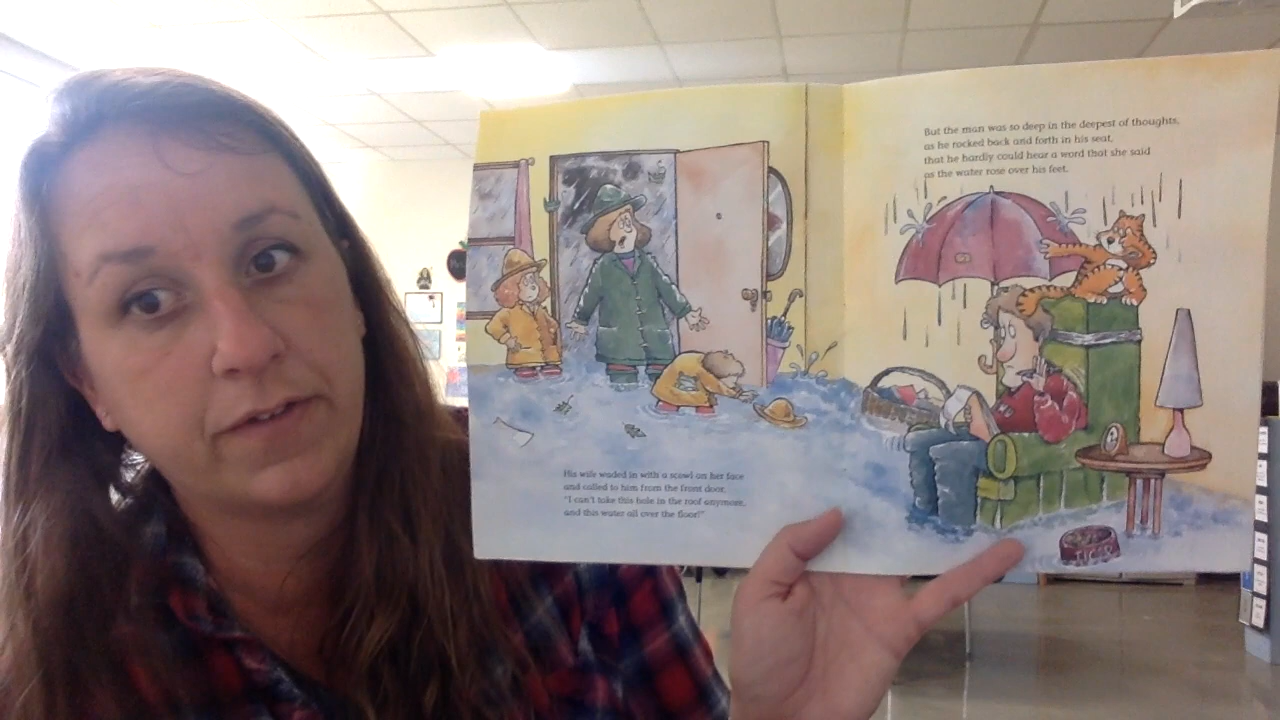 But the man was so deep in the deepest of thoughts,
as he rocked back and forth in his seat,
that he hardly could hear a word that she said
as the water rose over his feet.
His wife waded in with a scowl on her face
and called to him from the front door,
"I can't take this hole in the roof anymore,
and this water all over the floor!"
TIGER